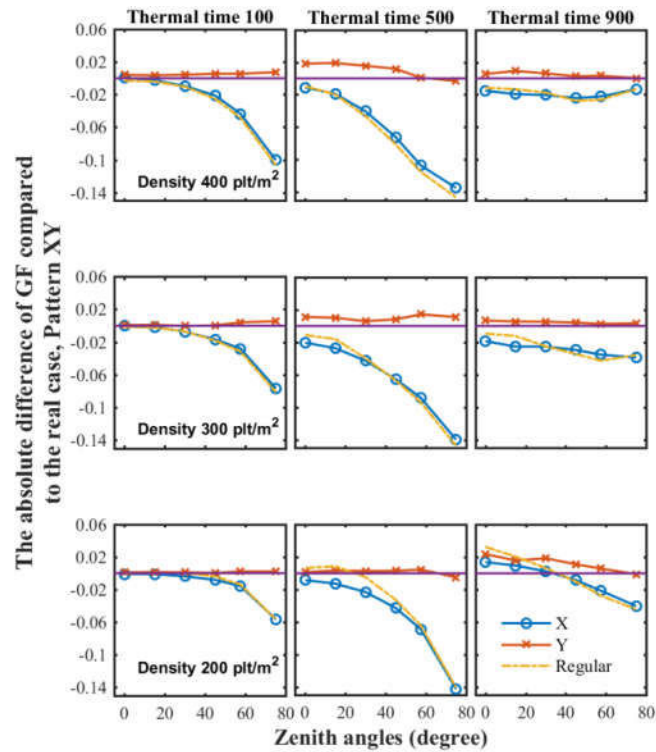 Thermal time 100 Thermal time 500 Thermal time 900
The absolute difference of GF compared
to the real case, Pattern XY
0.06
0.02
-0.02
-0.06
-0.1
-0.14
Density 400 plt/m²
0.06
0.02
-0.02
-0.06
-0.1
-0.14
Density 300 plt/m²
0.06
0.02
-0.02
-0.06
-0.1
-0.14
Density 200 plt/m²
X
Y
Regular
0 20 40 60 80 0 20 40 60 80 0 20 40 60 80
Zenith angles (degree)